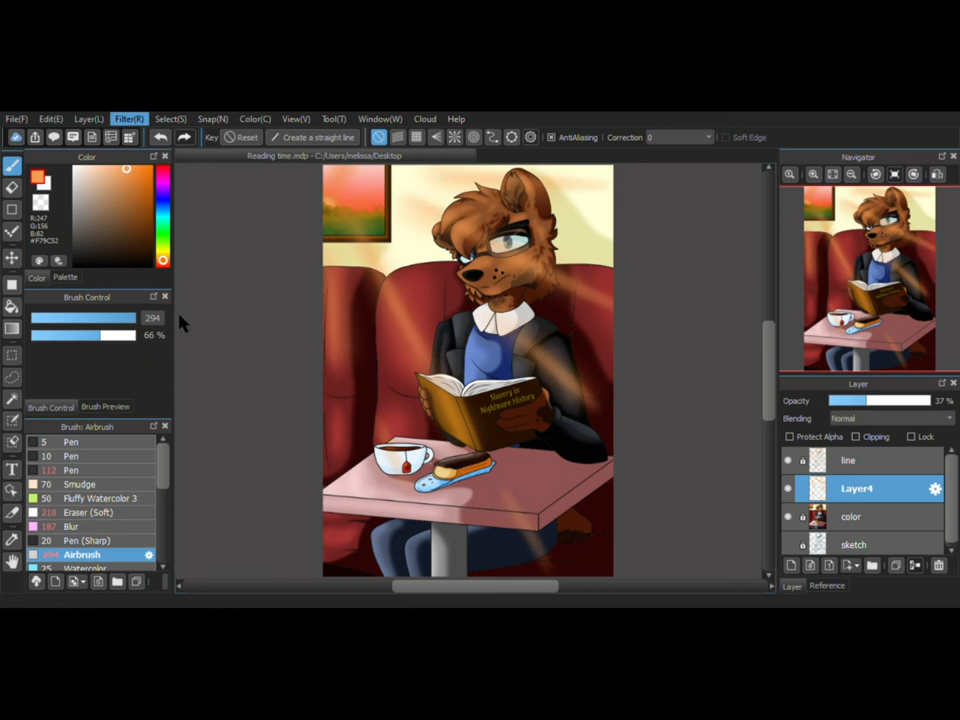 File(F) Edit(E) Layer(L) Filter(R) Select(S) Snap(N) Color(C) View(V) Tool(T) Window(W) Cloud Help
Key Reset Create a straight line AntiAliasing Correction 0 Soft Edge
Color
Reading time.mdp - C:/Users/melissa/Desktop
Navigator
R:247
G:156
B:82
#F79C52
Color Palette
Brush Control
294
66 %
Brush Control Brush Preview
Brush: Airbrush
5 Pen
10 Pen
112 Pen
70 Smudge
50 Fluffy Watercolor 3
210 Eraser (Soft)
187 Blur
20 Pen (Sharp)
294 Airbrush
25 Watercolor
Slavery in
Nightmare History
Layer
Opacity 37 %
Blending Normal
Protect Alpha Clipping Lock
line
Layer4
color
sketch
Layer Reference